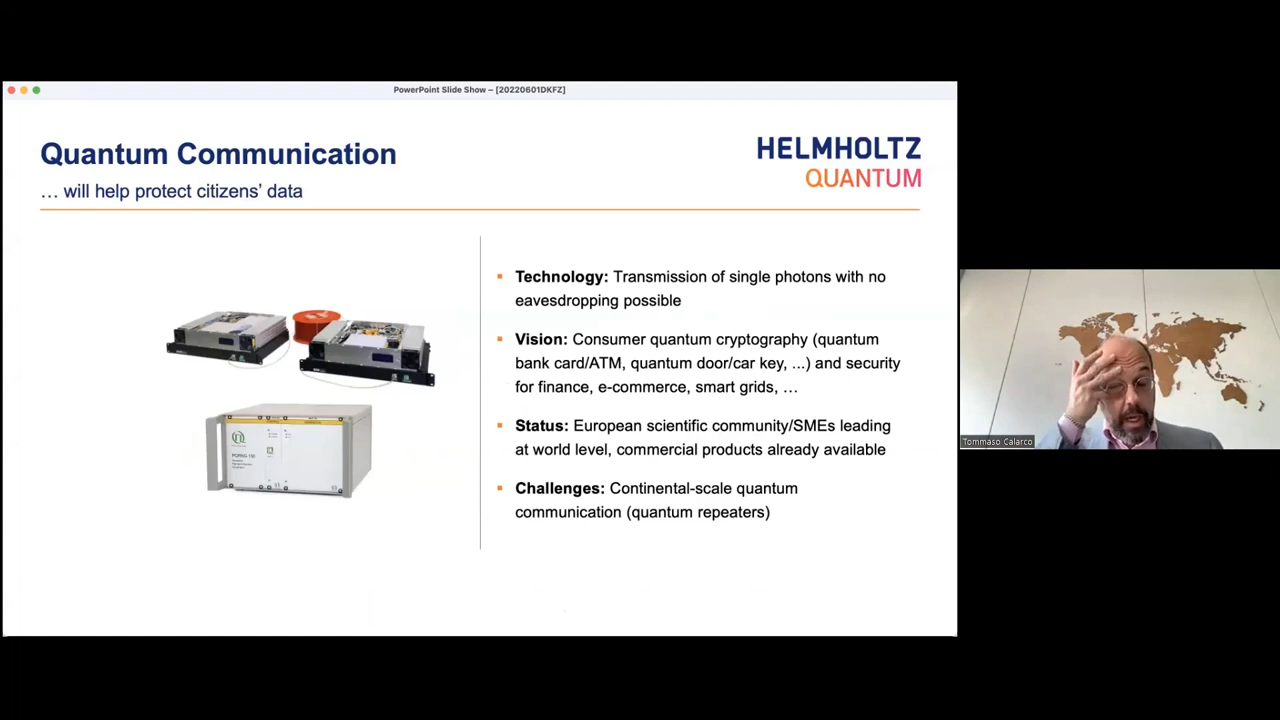 PowerPoint Slide Show – [20220601DKFZ]
Quantum Communication
… will help protect citizens’ data
HELMHOLTZ
QUANTUM
Technology: Transmission of single photons with no
eavesdropping possible
Vision: Consumer quantum cryptography (quantum
bank card/ATM, quantum door/car key, ...) and security
for finance, e-commerce, smart grids, …
Status: European scientific community/SMEs leading
at world level, commercial products already available
Challenges: Continental-scale quantum
communication (quantum repeaters)
Tommaso Calarco